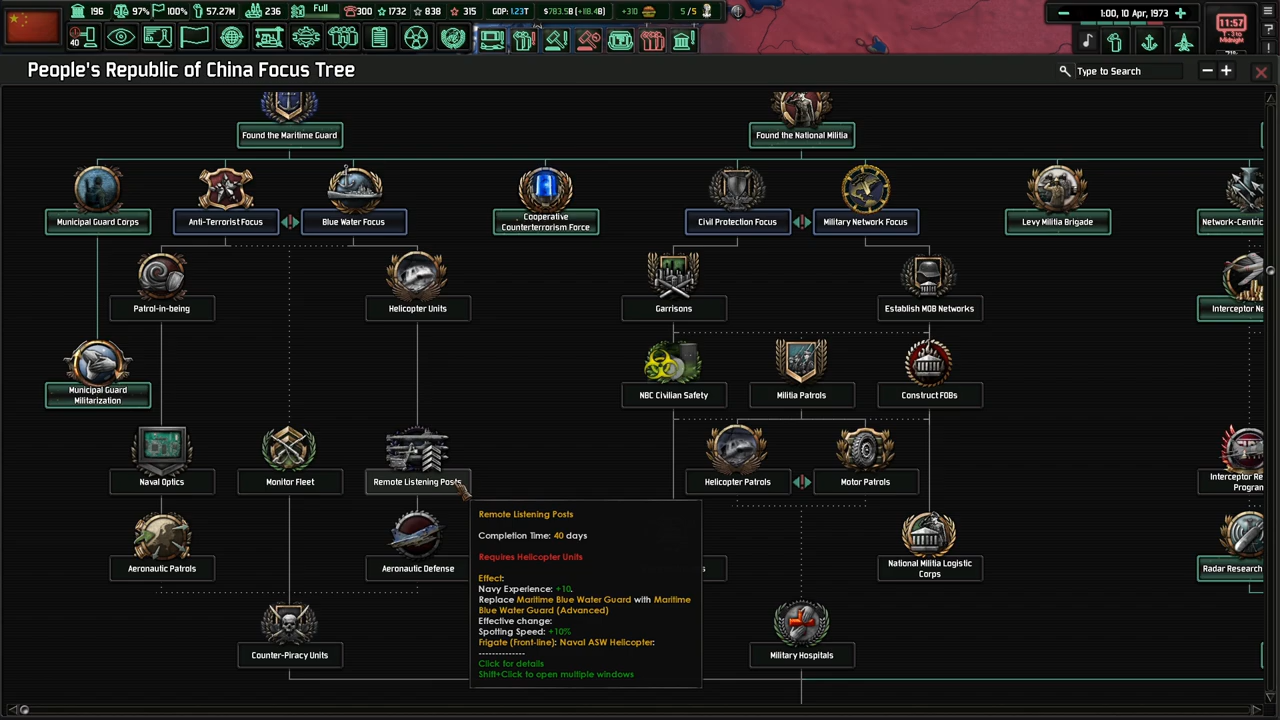 196 97% 100% 57.27M 236 Full 300 1732 838 315 GDP: 1.23T $783.5B (+118.4B) +310 5/5
1:00, 10 Apr, 1973
11:57
40
People's Republic of China Focus Tree
Type to Search
Found the Maritime Guard
Found the National Militia
Municipal Guard Corps
Anti-Terrorist Focus
Blue Water Focus
Cooperative
Counterterrorism Force
Civil Protection Focus
Military Network Focus
Levy Militia Brigade
Network-Centric
Patrol-in-being
Helicopter Units
Garrisons
Establish MOB Networks
Interceptor Ne
Municipal Guard
Militarization
NBC Civilian Safety
Militia Patrols
Construct FOBs
Naval Optics
Monitor Fleet
Remote Listening Posts
Helicopter Patrols
Motor Patrols
Interceptor Re
Program
Remote Listening Posts
Completion Time: 40 days
Requires Helicopter Units
Effect:
Navy Experience: +10.
Replace Maritime Blue Water Guard with Maritime
Blue Water Guard (Advanced)
Effective change:
Spotting Speed: +10%
Frigate (Front-line): Naval ASW Helicopter:
-------------
Click for details
Shift+Click to open multiple windows
Aeronautic Patrols
Aeronautic Defense
National Militia Logistic
Corps
Radar Research
Counter-Piracy Units
Military Hospitals